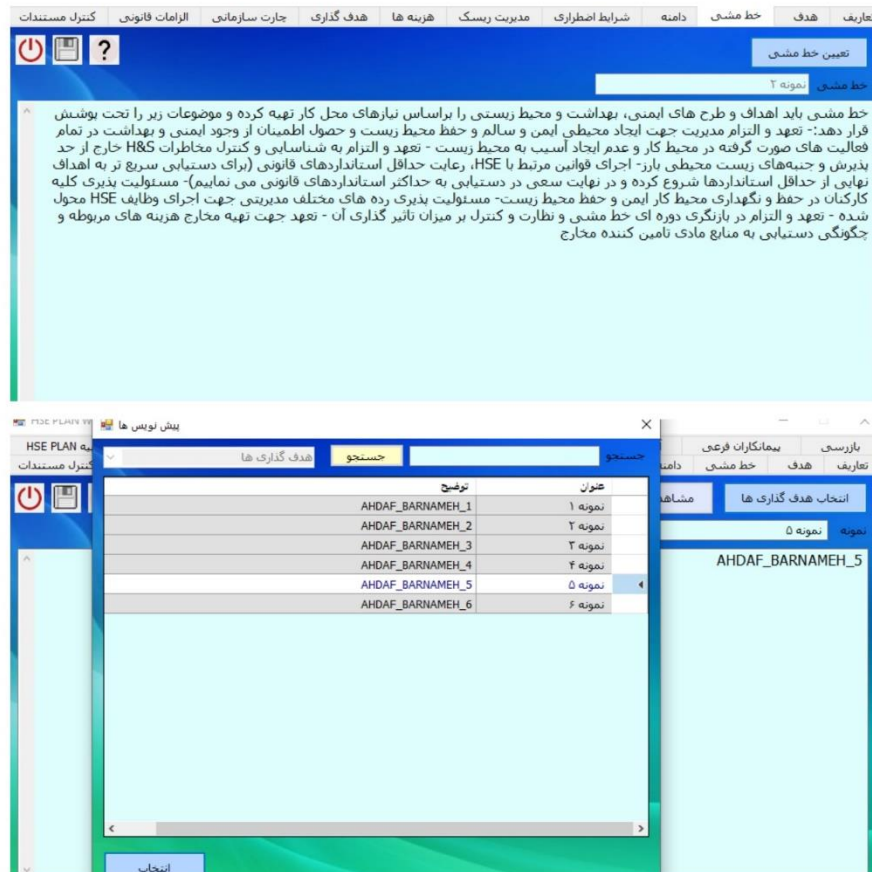 تعاریف هدف خط مشی دامنه شرایط اضطراری مدیریت ریسک هزینه ها هدف گذاری چارت سازمانی الزامات قانونی کنترل مستندات
تعیین خط مشی
?
خط مشی نمونه ۲
خط مشی باید اهداف و طرح های ایمنی، بهداشت و محیط زیستی را براساس نیازهای محل کار تهیه کرده و موضوعات زیر را تحت پوشش
قرار دهد:- تعهد و التزام مدیریت جهت ایجاد محیطی ایمن و سالم و حفظ محیط زیست و حصول اطمینان از وجود ایمنی و بهداشت در تمام
فعالیت های صورت گرفته در محیط کار و عدم ایجاد آسیب به محیط زیست - تعهد و التزام به شناسایی و کنترل مخاطرات H&S خارج از حد
پذیرش و جنبه‌های زیست محیطی بارز- اجرای قوانین مرتبط با HSE، رعایت حداقل استانداردهای قانونی (برای دستیابی سریع تر به اهداف
نهایی از حداقل استانداردها شروع کرده و در نهایت سعی در دستیابی به حداکثر استانداردهای قانونی می نماییم)- مسئولیت پذیری کلیه
کارکنان در حفظ و نگهداری محیط کار ایمن و حفظ محیط زیست- مسئولیت پذیری رده های مختلف مدیریتی جهت اجرای وظایف HSE محول
شده - تعهد و التزام در بازنگری دوره ای خط مشی و نظارت و کنترل بر میزان تاثیر گذاری آن - تعهد جهت تهیه مخارج هزینه های مربوطه و
چگونگی دستیابی به منابع مادی تامین کننده مخارج
HSE PLAN
پیش نویس ها
بازرسی پیمانکاران فرعی HSE PLAN
تعاریف هدف خط مشی کنترل مستندات
جستجو جستجو هدف گذاری ها
انتخاب هدف گذاری ها
نمونه نمونه ۵
AHDAF_BARNAMEH_5
عنوان توضیح
نمونه ۱ AHDAF_BARNAMEH_1
نمونه ۲ AHDAF_BARNAMEH_2
نمونه ۳ AHDAF_BARNAMEH_3
نمونه ۴ AHDAF_BARNAMEH_4
نمونه ۵ AHDAF_BARNAMEH_5
نمونه ۶ AHDAF_BARNAMEH_6
انتخاب